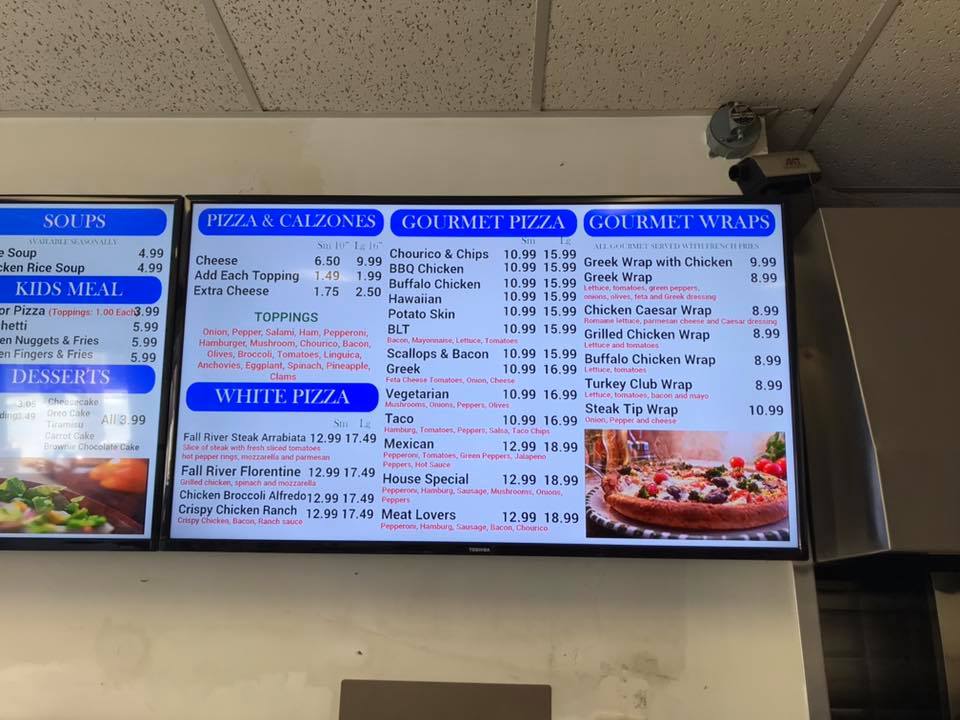 SOUPS
AVAILABLE SEASONALLY
Soup 4.99
Rice Soup 4.99
KIDS MEAL
Pizza (Toppings: 1.00 Each) 3.99
5.99
Nuggets & Fries 5.99
Fingers & Fries 5.99
DESSERTS
3.05 Cheesecake
Oreo Cake
Tiramisu
Carrot Cake
Brownie Chocolate Cake
All 3.99
PIZZA & CALZONES
Sm 10" Lg 16"
Cheese 6.50 9.99
Add Each Topping 1.49 1.99
Extra Cheese 1.75 2.50
TOPPINGS
Onion, Pepper, Salami, Ham, Pepperoni,
Hamburger, Mushroom, Chourico, Bacon,
Olives, Broccoli, Tomatoes, Linguica,
Anchovies, Eggplant, Spinach, Pineapple,
Clams
WHITE PIZZA
Sm Lg
Fall River Steak Arrabiata 12.99 17.49
Slice of steak with fresh sliced tomatoes
hot pepper rings, mozzarella and parmesan
Fall River Florentine 12.99 17.49
Grilled chicken, spinach and mozzarella
Chicken Broccoli Alfredo 12.99 17.49
Crispy Chicken Ranch 12.99 17.49
Crispy Chicken, Bacon, Ranch sauce
GOURMET PIZZA
Sm Lg
Chourico & Chips 10.99 15.99
BBQ Chicken 10.99 15.99
Buffalo Chicken 10.99 15.99
Hawaiian 10.99 15.99
Potato Skin 10.99 15.99
BLT 10.99 15.99
Bacon, Mayonnaise, Lettuce, Tomatoes
Scallops & Bacon 10.99 15.99
Greek 10.99 16.99
Feta Cheese Tomatoes, Onion, Cheese
Vegetarian 10.99 16.99
Mushrooms, Onions, Peppers, Olives
Taco 10.99 16.99
Hamburg, Tomatoes, Peppers, Salsa, Taco Chips
Mexican 12.99 18.99
Pepperoni, Tomatoes, Green Peppers, Jalapeno
Peppers, Hot Sauce
House Special 12.99 18.99
Pepperoni, Hamburg, Sausage, Mushrooms, Onions,
Peppers
Meat Lovers 12.99 18.99
Pepperoni, Hamburg, Sausage, Bacon, Chourico
GOURMET WRAPS
ALL GOURMET SERVED WITH FRENCH FRIES
Greek Wrap with Chicken 9.99
Greek Wrap 8.99
Lettuce, tomatoes, green peppers,
onions, olives, feta and Greek dressing
Chicken Caesar Wrap 8.99
Romaine lettuce, parmesan cheese and Caesar dressing
Grilled Chicken Wrap 8.99
Lettuce and tomatoes
Buffalo Chicken Wrap 8.99
Lettuce, tomatoes
Turkey Club Wrap 8.99
Lettuce, tomatoes, bacon and mayo
Steak Tip Wrap 10.99
Onion, Pepper and cheese
TOSHIBA